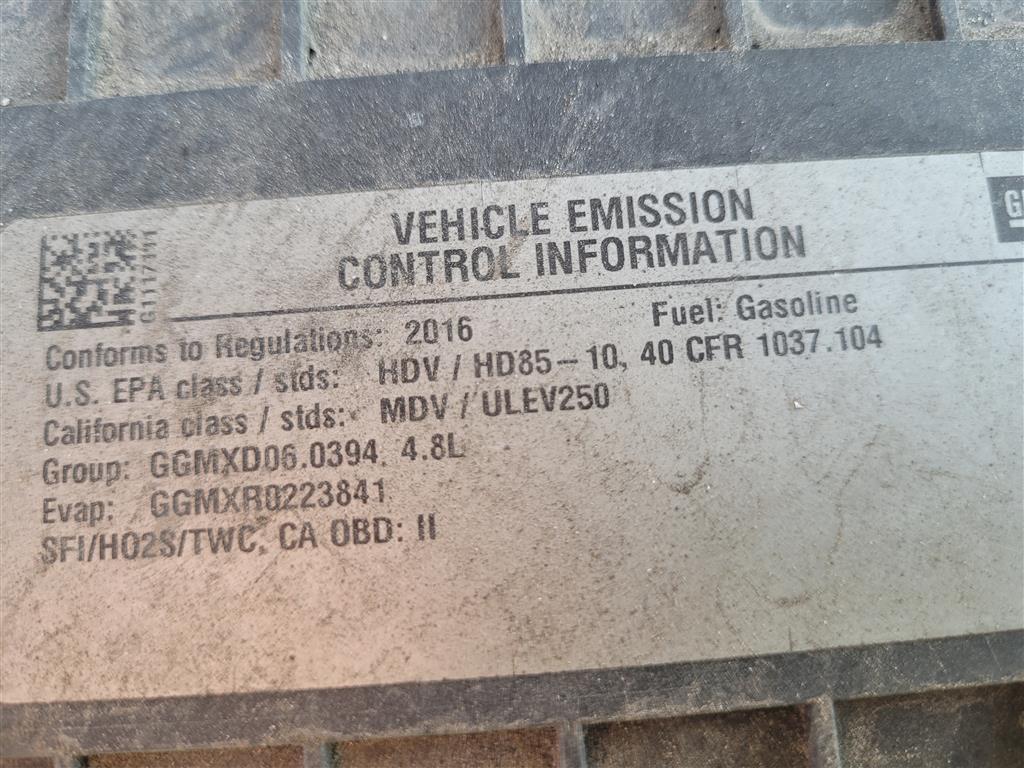 VEHICLE EMISSION
CONTROL INFORMATION
Conforms to Regulations: 2016 Fuel: Gasoline
U.S. EPA class / stds: HDV / HD85-10, 40 CFR 1037.104
California class / stds: MDV / ULEV250
Group: GGMXD06.0394. 4.8L
Evap: GGMXR0223841
SFI/HO2S/TWC, CA OBD: II